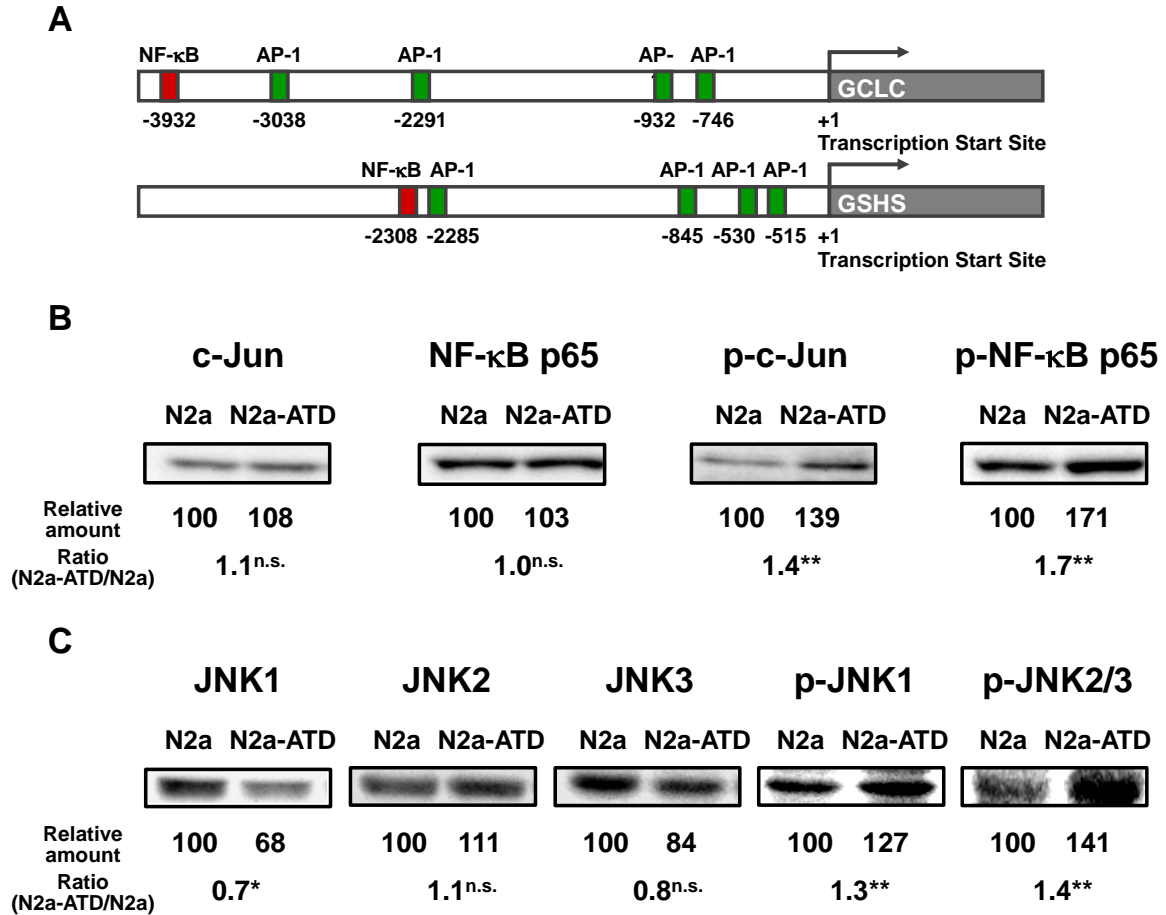 A
NF-κB AP-1 AP-1 AP- AP-1
GCLC
-3932 -3038 -2291 -932 -746 +1
Transcription Start Site
NF-κB AP-1 AP-1 AP-1 AP-1
GSHS
-2308 -2285 -845 -530 -515 +1
Transcription Start Site
B
c-Jun NF-κB p65 p-c-Jun p-NF-κB p65
N2a N2a-ATD N2a N2a-ATD N2a N2a-ATD N2a N2a-ATD
Relative
amount
100 108 100 103 100 139 100 171
Ratio
(N2a-ATD/N2a)
1.1n.s. 1.0n.s. 1.4** 1.7**
C
JNK1 JNK2 JNK3 p-JNK1 p-JNK2/3
N2a N2a-ATD N2a N2a-ATD N2a N2a-ATD N2a N2a-ATD N2a N2a-ATD
Relative
amount
100 68 100 111 100 84 100 127 100 141
Ratio
(N2a-ATD/N2a)
0.7* 1.1n.s. 0.8n.s. 1.3** 1.4**